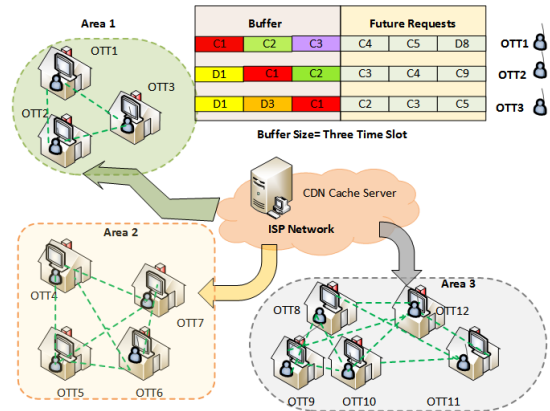 Area 1
Buffer
Future Requests
OTT1
C1 C2 C3 C4 C5 D8
OTT1
OTT3
D1 C1 C2 C3 C4 C9
OTT2
OTT2
D1 D3 C1 C2 C3 C5
OTT3
Buffer Size= Three Time Slot
CDN Cache Server
ISP Network
Area 2
Area 3
OTT4
OTT7
OTT8
OTT12
OTT5
OTT6
OTT9
OTT10
OTT11